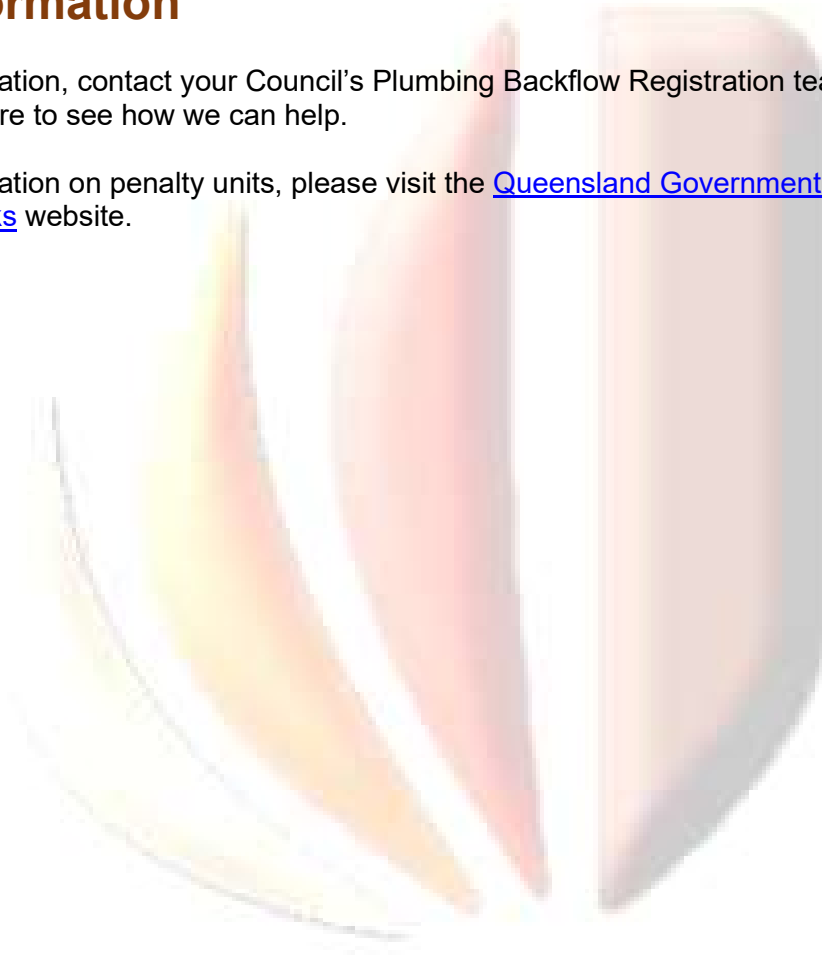 ormation
ation, contact your Council's Plumbing Backflow Registration tea
re to see how we can help.
ation on penalty units, please visit the Queensland Government
ks website.